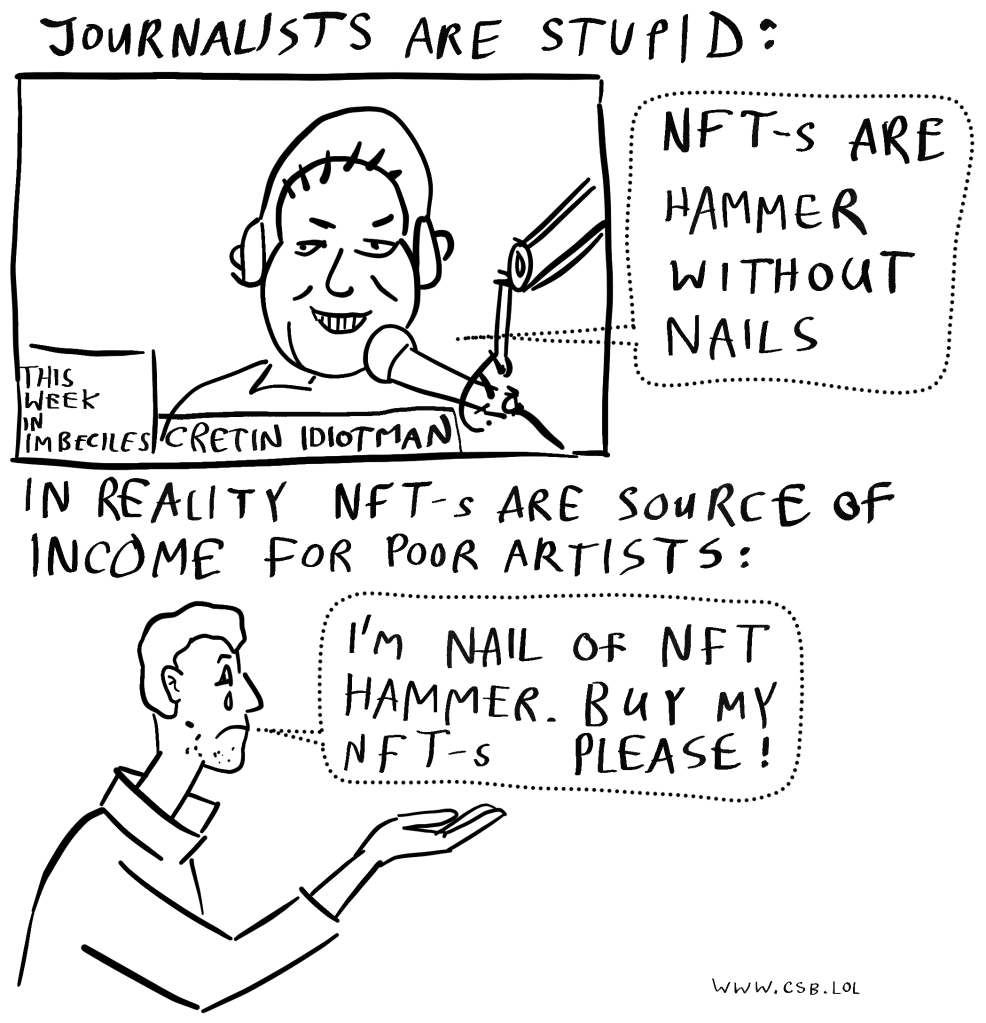 JOURNALISTS ARE STUPID:
NFT-s ARE
HAMMER
WITHOUT
NAILS
THIS
WEEK
IN
IMBECILES
CRETIN IDIOTMAN
IN REALITY NFT-s ARE SOURCE OF
INCOME FOR POOR ARTISTS:
I'M NAIL OF NFT
HAMMER. BUY MY
NFT-s PLEASE!
WWW.CSB.LOL